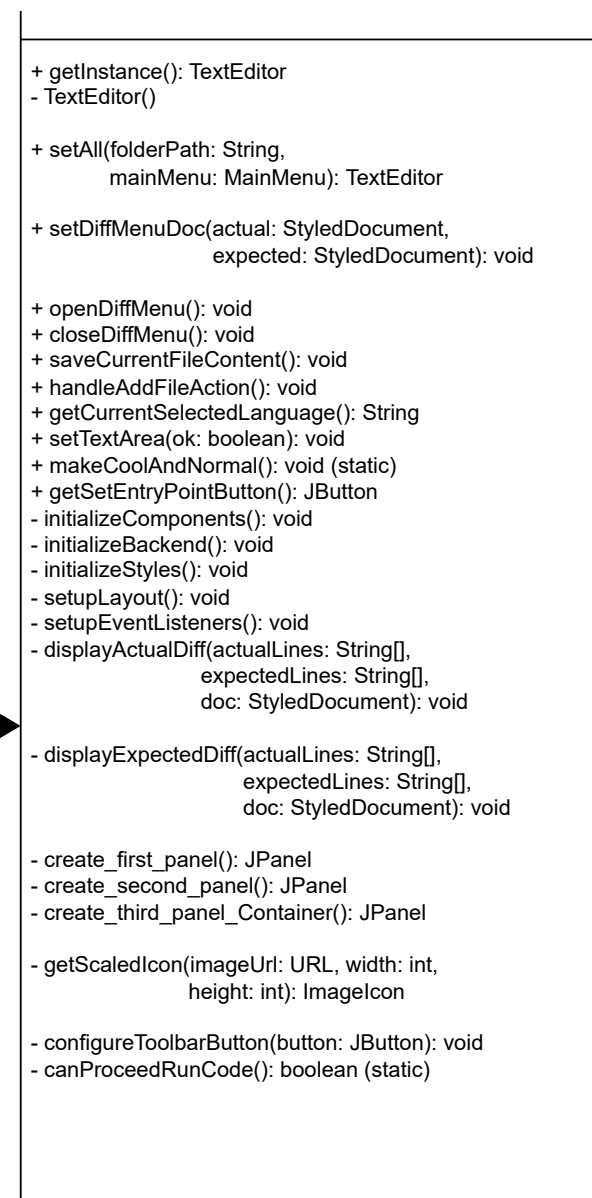 + getInstance(): TextEditor
- TextEditor()
+ setAll(folderPath: String,
mainMenu: MainMenu): TextEditor
+ setDiffMenuDoc(actual: StyledDocument,
expected: StyledDocument): void
+ openDiffMenu(): void
+ closeDiffMenu(): void
+ saveCurrentFileContent(): void
+ handleAddFileAction(): void
+ getCurrentSelectedLanguage(): String
+ setTextArea(ok: boolean): void
+ makeCoolAndNormal(): void (static)
+ getSetEntryPointButton(): JButton
- initializeComponents(): void
- initializeBackend(): void
- initializeStyles(): void
- setupLayout(): void
- setupEventListeners(): void
- displayActualDiff(actualLines: String[],
expectedLines: String[],
doc: StyledDocument): void
- displayExpectedDiff(actualLines: String[],
expectedLines: String[],
doc: StyledDocument): void
- create_first_panel(): JPanel
- create_second_panel(): JPanel
- create_third_panel_Container(): JPanel
- getScaledIcon(imageUrl: URL, width: int,
height: int): ImageIcon
- configureToolbarButton(button: JButton): void
- canProceedRunCode(): boolean (static)